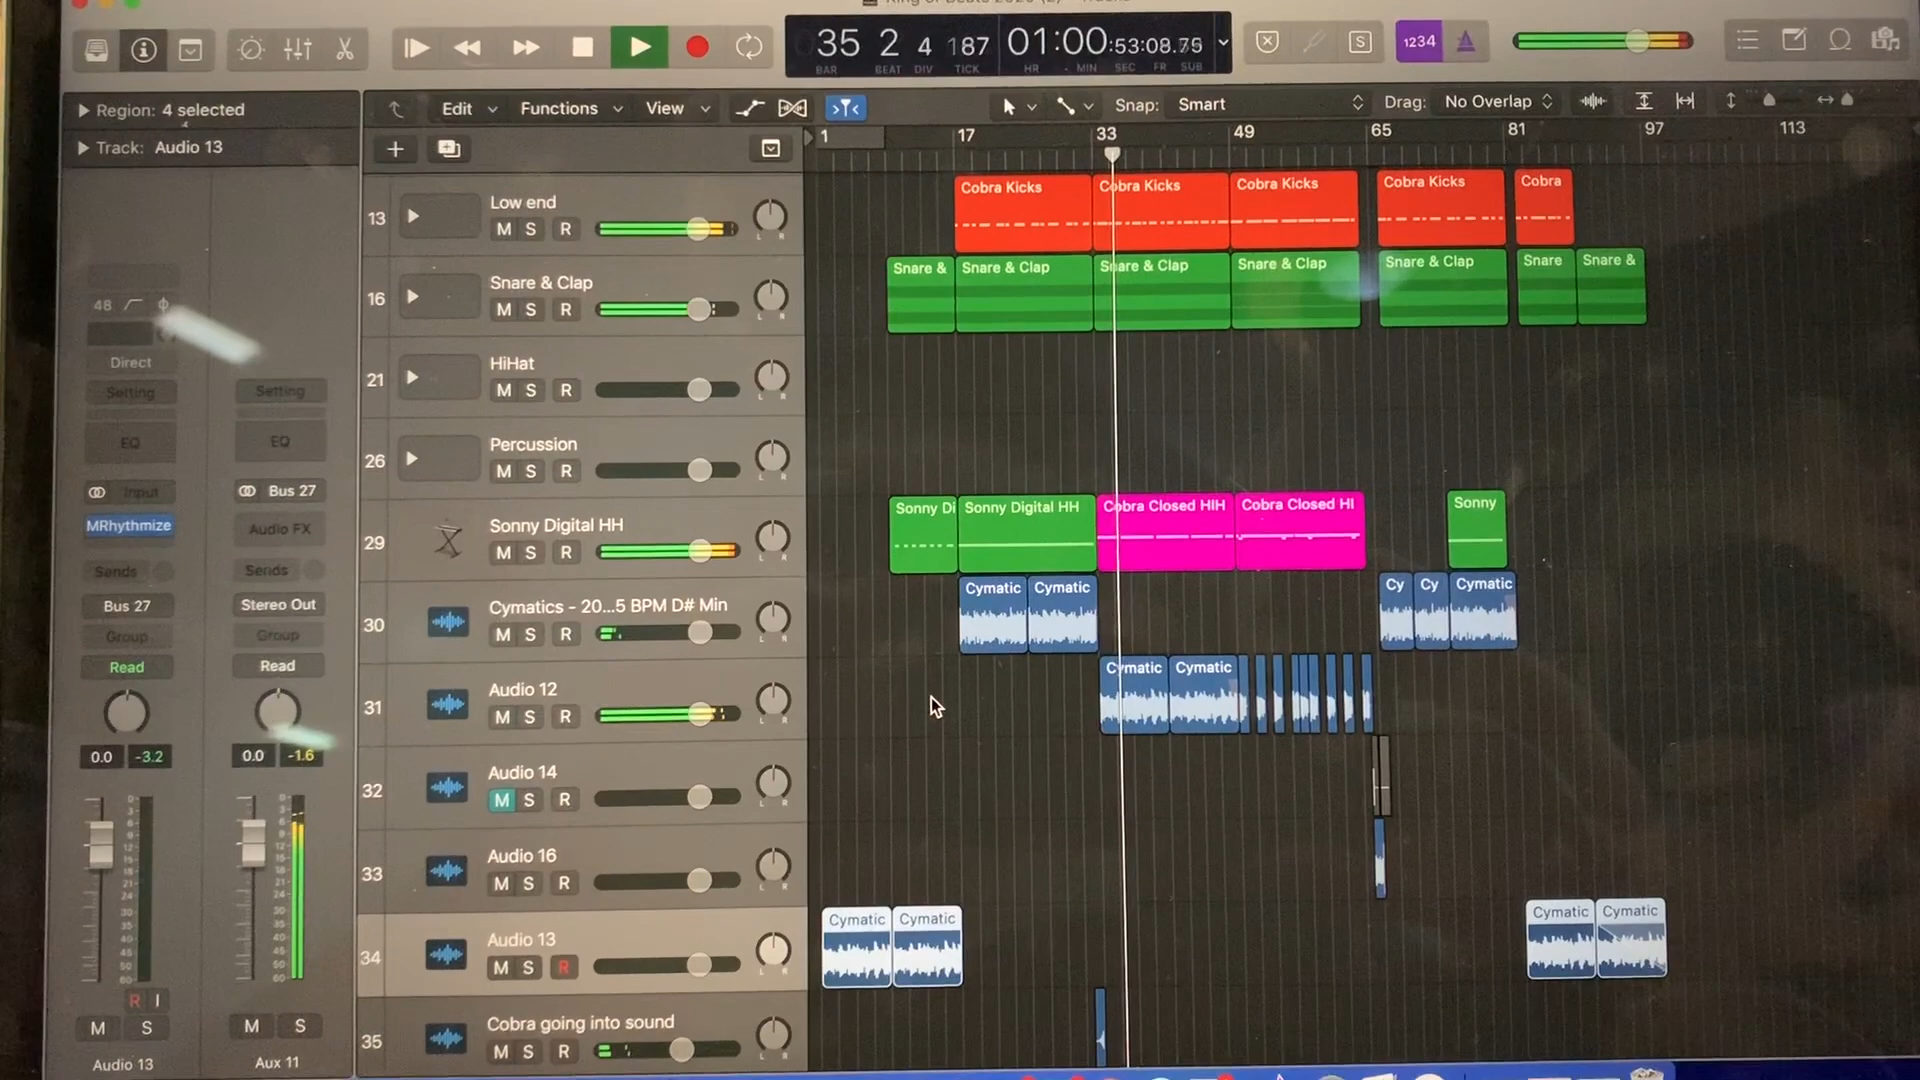 35 2 4 187 01:00:53:08.75
BAR BEAT DIV TICK HR MIN SEC FR SUB
S 1234
Region: 4 selected
Edit Functions View Snap: Smart Drag: No Overlap
Track: Audio 13
1 17 33 49 65 81 97 113
13 Low end
M S R
L R
Cobra Kicks Cobra Kicks Cobra Kicks Cobra Kicks Cobra
16 Snare & Clap
M S R
L R
Snare & Snare & Clap Snare & Clap Snare & Clap Snare & Clap Snare Snare &
21 HiHat
M S R
L R
26 Percussion
M S R
L R
29 Sonny Digital HH
M S R
L R
Sonny Di Sonny Digital HH Cobra Closed HIH Cobra Closed HI Sonny
30 Cymatics - 20...5 BPM D# Min
M S R
L R
Cymatic Cymatic Cy Cy Cymatic
31 Audio 12
M S R
L R
Cymatic Cymatic
32 Audio 14
M S R
L R
33 Audio 16
M S R
L R
34 Audio 13
M S R
L R
Cymatic Cymatic Cymatic Cymatic
35 Cobra going into sound
M S R
L R
48
Direct
Setting Setting
EQ EQ
Input Bus 27
MRhythmize Audio FX
Sends Sends
Bus 27 Stereo Out
Group Group
Read Read
0.0 -3.2 0.0 -1.6
R I
M S M S
Audio 13 Aux 11